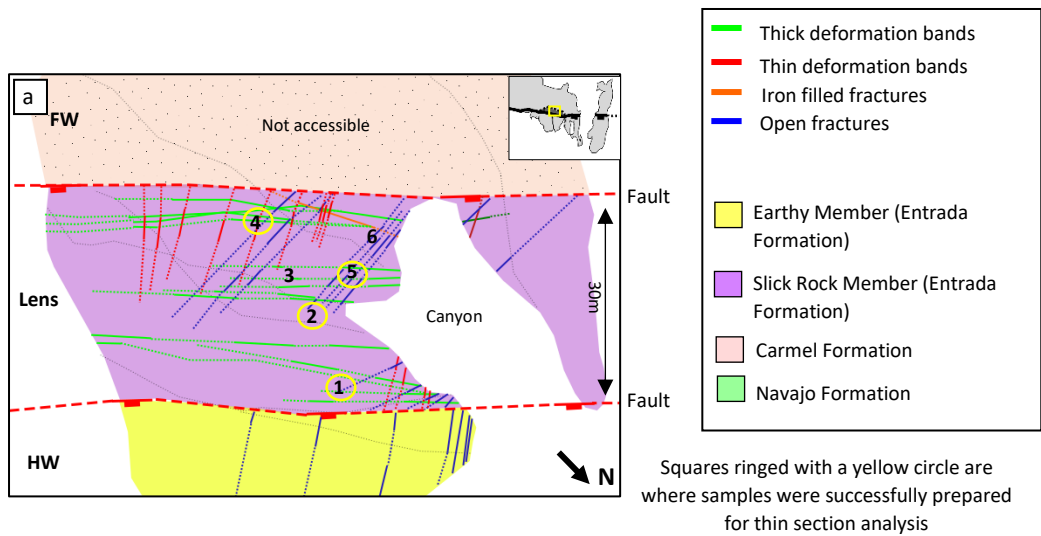 a
FW
Not accessible
Fault
4
6
3
5
2
Lens
Canyon
30m
1
Fault
HW
N
Thick deformation bands
Thin deformation bands
Iron filled fractures
Open fractures
Earthy Member (Entrada
Formation)
Slick Rock Member (Entrada
Formation)
Carmel Formation
Navajo Formation
Squares ringed with a yellow circle are
where samples were successfully prepared
for thin section analysis